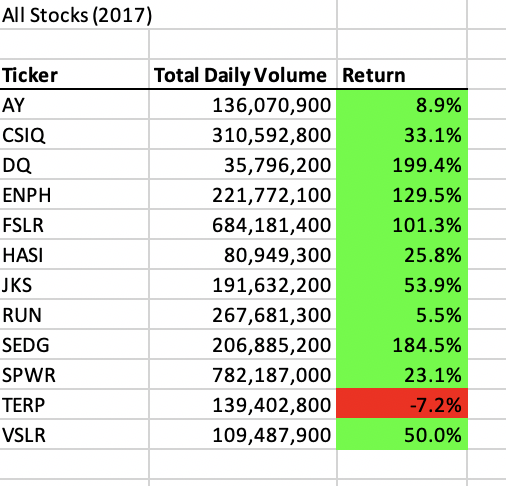 All Stocks (2017)
Ticker Total Daily Volume Return
AY 136,070,900 8.9%
CSIQ 310,592,800 33.1%
DQ 35,796,200 199.4%
ENPH 221,772,100 129.5%
FSLR 684,181,400 101.3%
HASI 80,949,300 25.8%
JKS 191,632,200 53.9%
RUN 267,681,300 5.5%
SEDG 206,885,200 184.5%
SPWR 782,187,000 23.1%
TERP 139,402,800 -7.2%
VSLR 109,487,900 50.0%